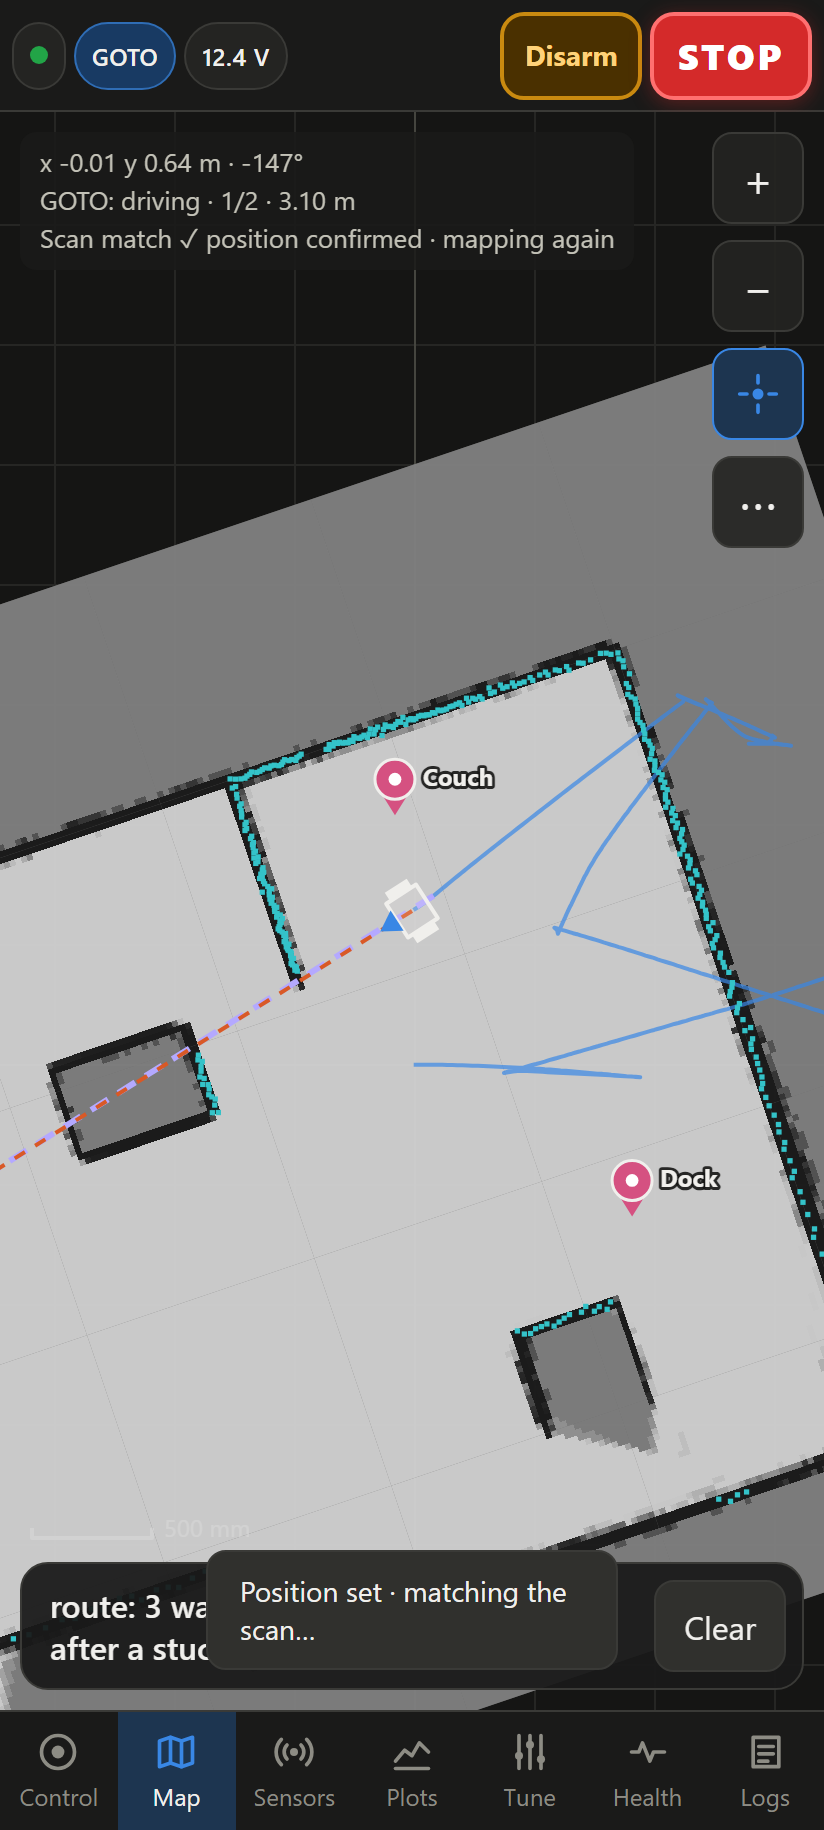 GOTO
12.4 V
Disarm
STOP
x -0.01 y 0.64 m · -147°
GOTO: driving · 1/2 · 3.10 m
Scan match ✓ position confirmed · mapping again
+
−
...
Couch
Dock
500 mm
route: 3
after a
Position set · matching the
scan...
Clear
Control
Map
Sensors
Plots
Tune
Health
Logs